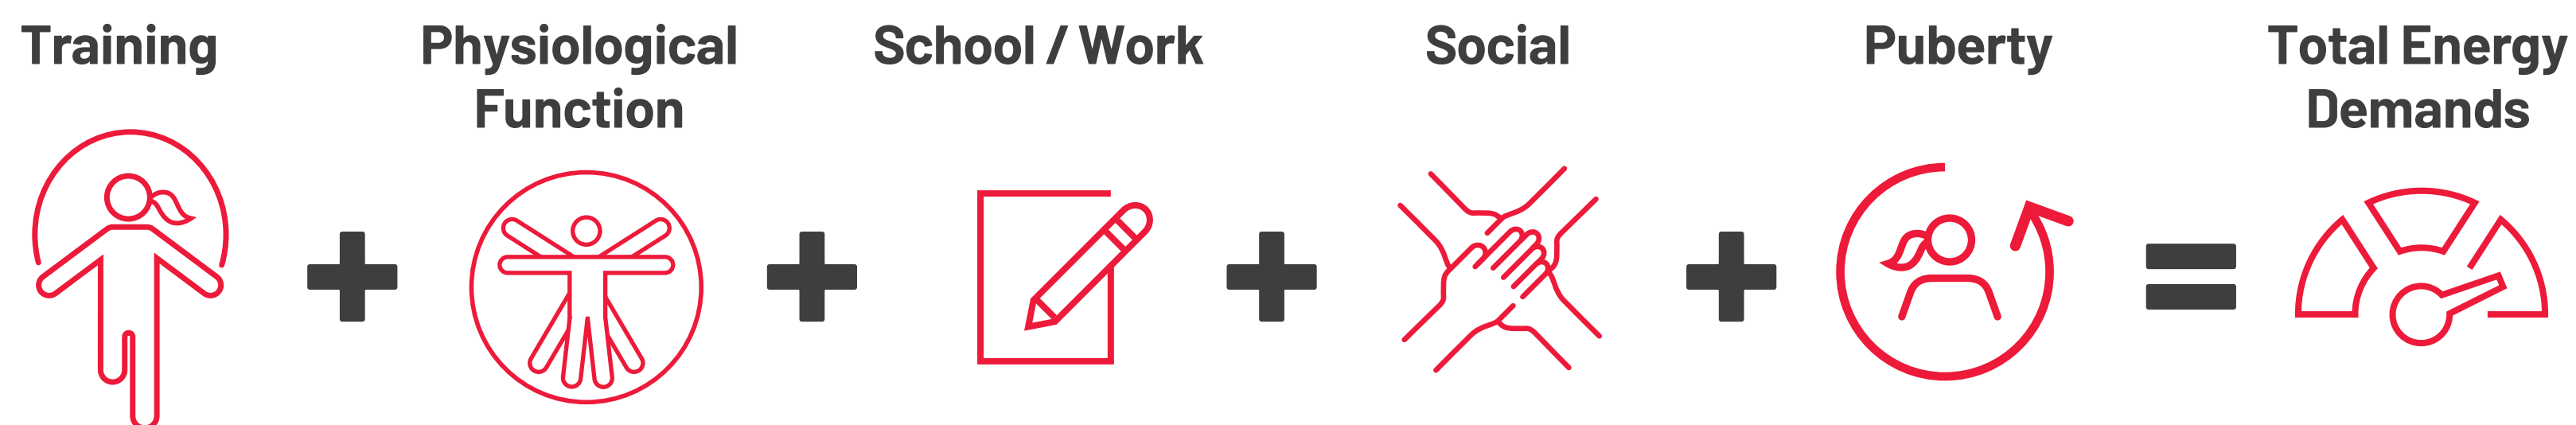 Training
Physiological
Function
School / Work
Social
Puberty
Total Energy
Demands